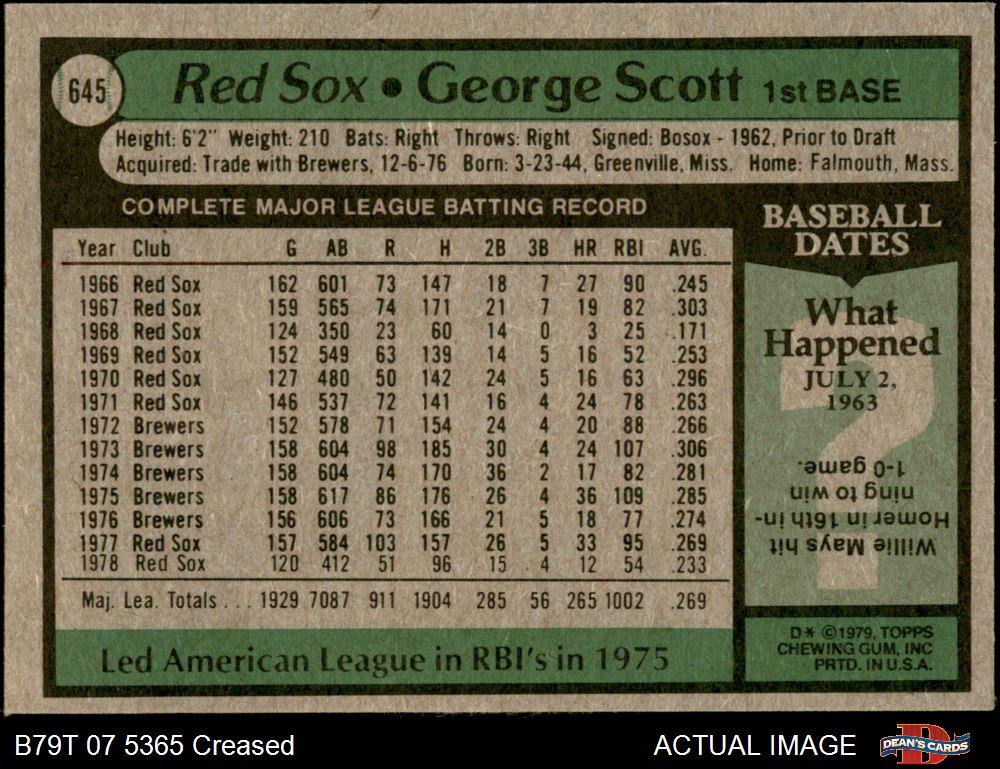 645
Red Sox • George Scott 1st BASE
Height: 6'2" Weight: 210 Bats: Right Throws: Right Signed: Bosox - 1962, Prior to Draft
Acquired: Trade with Brewers, 12-6-76 Born: 3-23-44, Greenville, Miss. Home: Falmouth, Mass.
COMPLETE MAJOR LEAGUE BATTING RECORD
Year Club G AB R H 2B 3B HR RBI AVG.
1966 Red Sox 162 601 73 147 18 7 27 90 .245
1967 Red Sox 159 565 74 171 21 7 19 82 .303
1968 Red Sox 124 350 23 60 14 0 3 25 .171
1969 Red Sox 152 549 63 139 14 5 16 52 .253
1970 Red Sox 127 480 50 142 24 5 16 63 .296
1971 Red Sox 146 537 72 141 16 4 24 78 .263
1972 Brewers 152 578 71 154 24 4 20 88 .266
1973 Brewers 158 604 98 185 30 4 24 107 .306
1974 Brewers 158 604 74 170 36 2 17 82 .281
1975 Brewers 158 617 86 176 26 4 36 109 .285
1976 Brewers 156 606 73 166 21 5 18 77 .274
1977 Red Sox 157 584 103 157 26 5 33 95 .269
1978 Red Sox 120 412 51 96 15 4 12 54 .233
Maj. Lea. Totals . . . 1929 7087 911 1904 285 56 265 1002 .269
Led American League in RBI's in 1975
BASEBALL
DATES
What
Happened
JULY 2,
1963
?
Willie Mays hit
Homer in 16th in-
ning to win
1-0 game.
D* ©1979, TOPPS
CHEWING GUM, INC
PRTD. IN U.S.A.
B79T 07 5365 Creased
ACTUAL IMAGE
DEAN'S CARDS